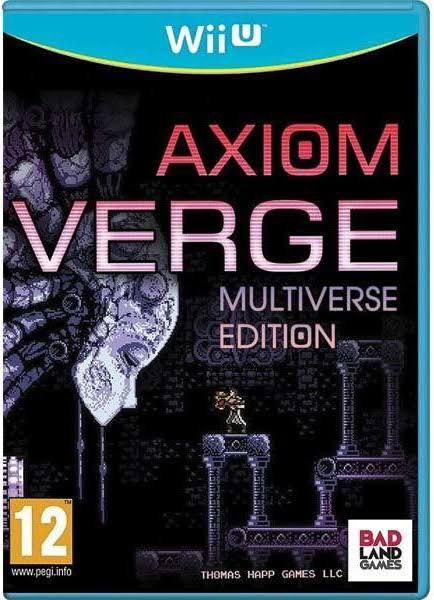 Wii U
AXIOM
VERGE
MULTIVERSE
EDITION
12
www.pegi.info
THOMAS HAPP GAMES LLC
BAD
LAND
GAMES